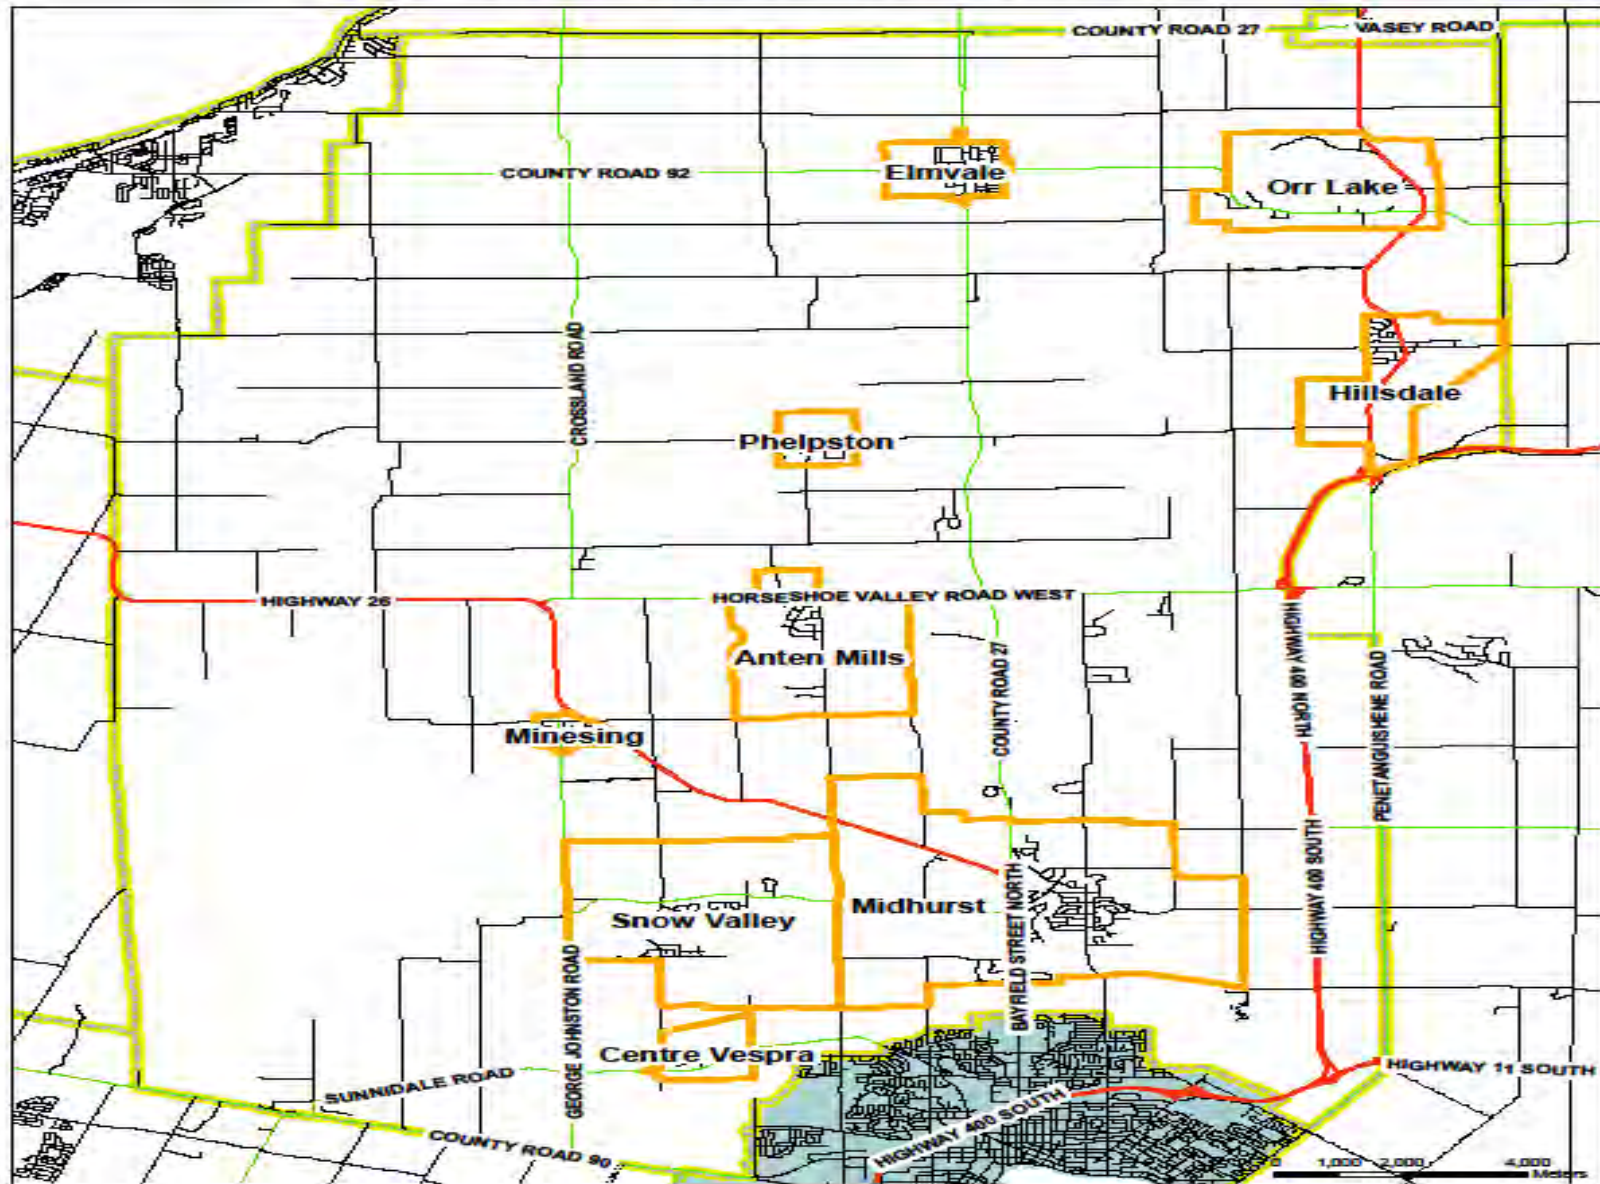 COUNTY ROAD 27
VASEY ROAD
COUNTY ROAD 92
Elmvale
Orr Lake
CROSSLAND ROAD
Hillsdale
Phelpston
HIGHWAY 26
HORSESHOE VALLEY ROAD WEST
HIGHWAY 400 NORTH
Anten Mills
COUNTY ROAD 27
PENETANGUISHENE ROAD
Minesing
HIGHWAY 400 SOUTH
BAYFIELD STREET NORTH
Midhurst
Snow Valley
GEORGE JOHNSTON ROAD
Centre Vespra
SUNNIDALE ROAD
HIGHWAY 11 SOUTH
HIGHWAY 400 SOUTH
COUNTY ROAD 90
0 1,000 2,000 4,000
Meters